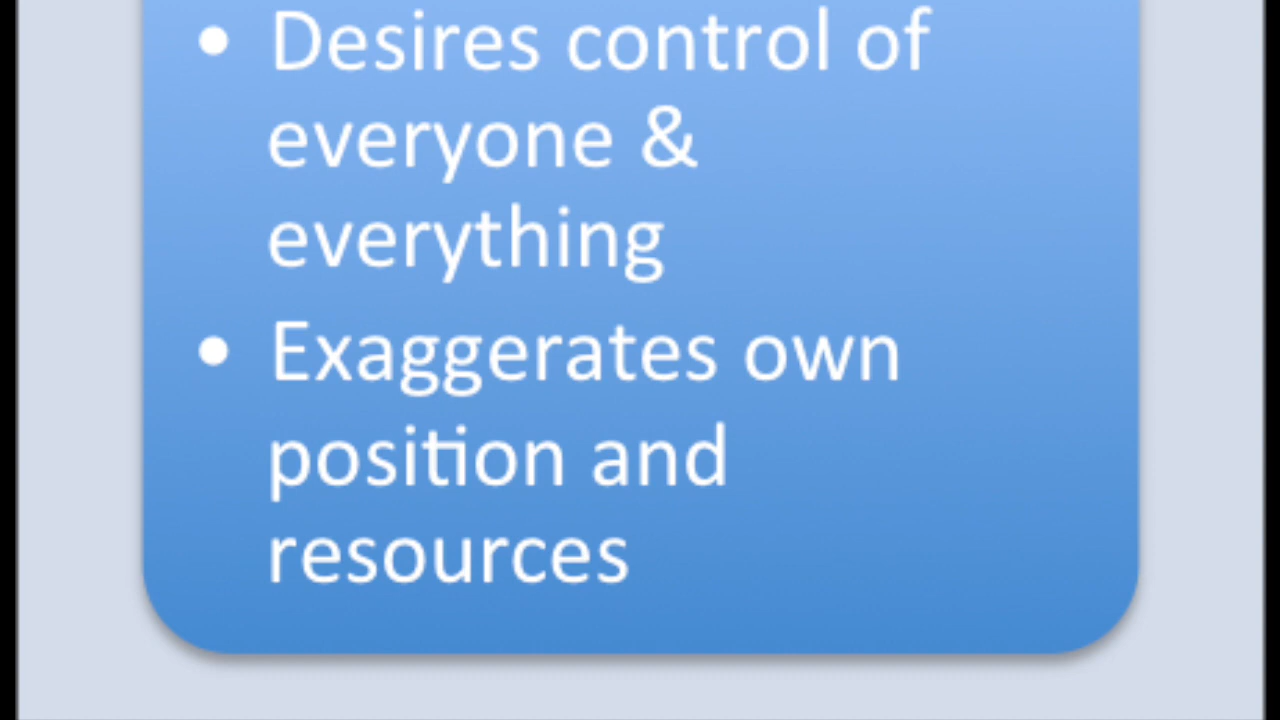 • Desires control of
everyone &
everything
• Exaggerates own
position and
resources